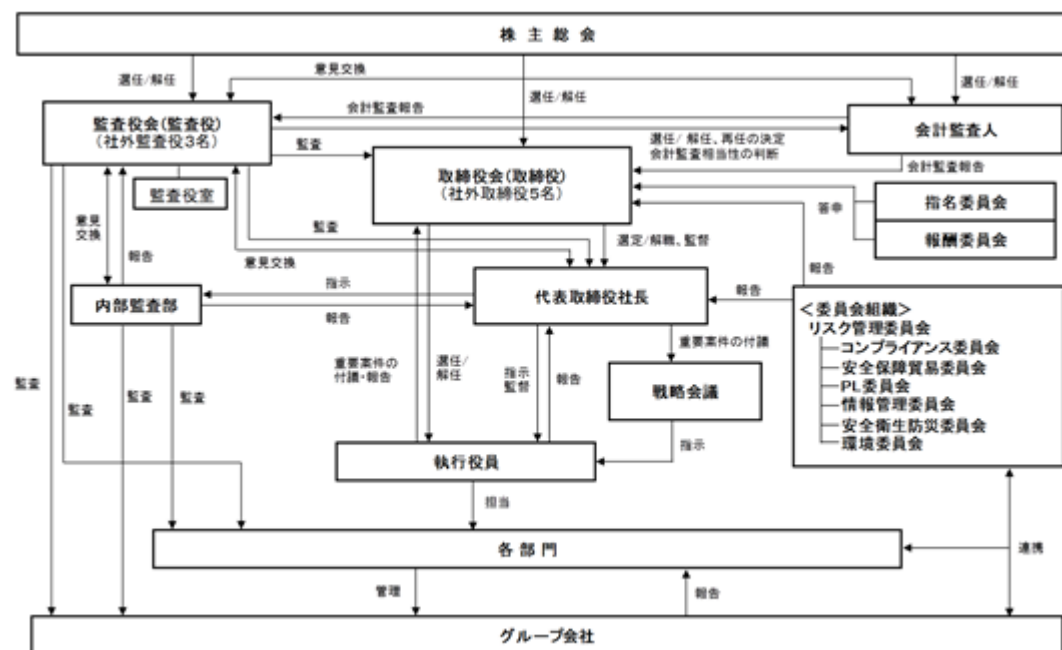 株 主 総 会
意見交換
選任/解任
選任/解任
選任/解任
会計監査報告
監査役会(監査役)
(社外監査役3名)
会計監査人
監査
選任/ 解任、再任の決定
会計監査相当性の判断
会計監査報告
取締役会(取締役)
(社外取締役5名)
監査役室
指名委員会
答申
報酬委員会
意見
交換
監査
選定/解職、監督
報告
意見交換
報告
指示
代表取締役社長
報告
内部監査部
報告
<委員会組織>
リスク管理委員会
コンプライアンス委員会
安全保障貿易委員会
PL委員会
情報管理委員会
安全衛生防災委員会
環境委員会
重要案件の付議
重要案件の
付議・報告
選任/
解任
指示
監督
報告
戦略会議
監査
監査
監査
監査
執行役員
指示
担当
各 部 門
連携
管理
報告
グループ会社